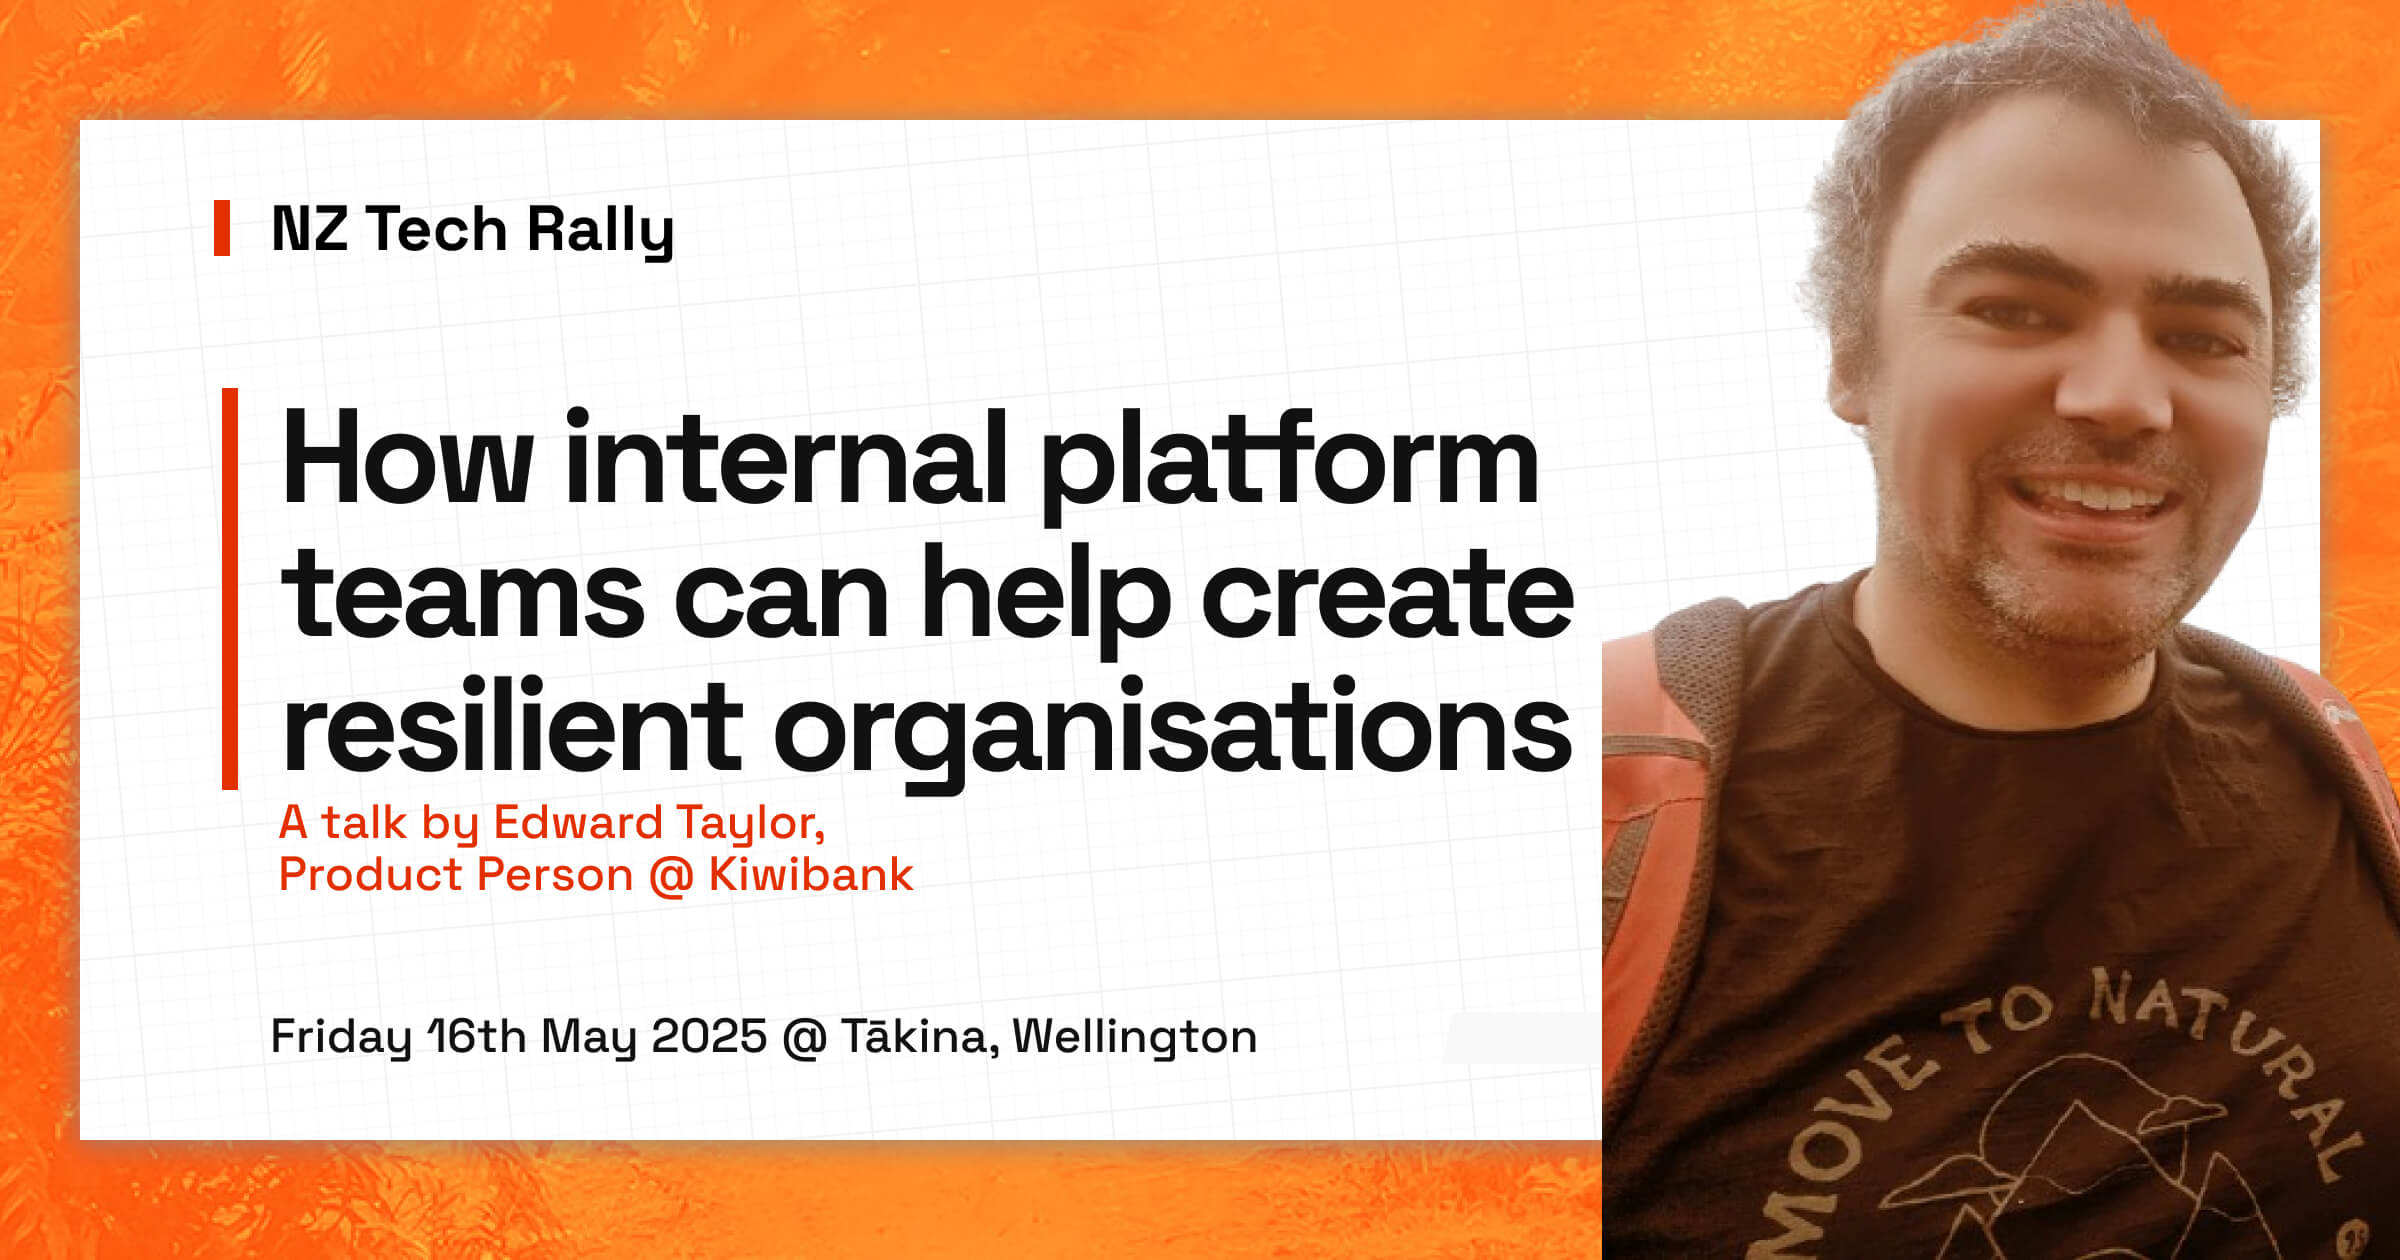 NZ Tech Rally
How internal platform
teams can help create
resilient organisations
A talk by Edward Taylor,
Product Person @ Kiwibank
Friday 16th May 2025 @ Tākina, Wellington
MOVE TO NATURAL